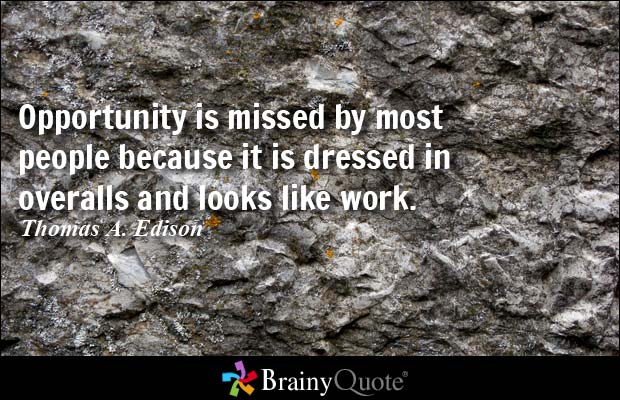 Opportunity is missed by most
people because it is dressed in
overalls and looks like work.
Thomas A. Edison
BrainyQuote®